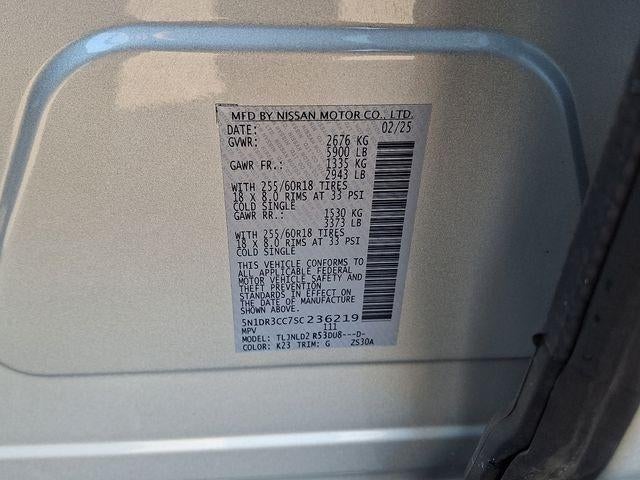 MFD BY NISSAN MOTOR CO., LTD.
DATE: 02/25
GVWR: 2676 KG
5900 LB
GAWR FR.: 1335 KG
2943 LB
WITH 255/60R18 TIRES
18 X 8.0 RIMS AT 33 PSI
COLD SINGLE
GAWR RR.: 1530 KG
3373 LB
WITH 255/60R18 TIRES
18 X 8.0 RIMS AT 33 PSI
COLD SINGLE
THIS VEHICLE CONFORMS TO
ALL APPLICABLE FEDERAL
MOTOR VEHICLE SAFETY AND
THEFT PREVENTION
STANDARDS IN EFFECT ON
THE DATE OF MANUFACTURE
SHOWN ABOVE.
5N1DR3CC7SC236219
MPV 111
MODEL: TLJNLD2 R53DU8---D-
COLOR: K23 TRIM: G ZS30A